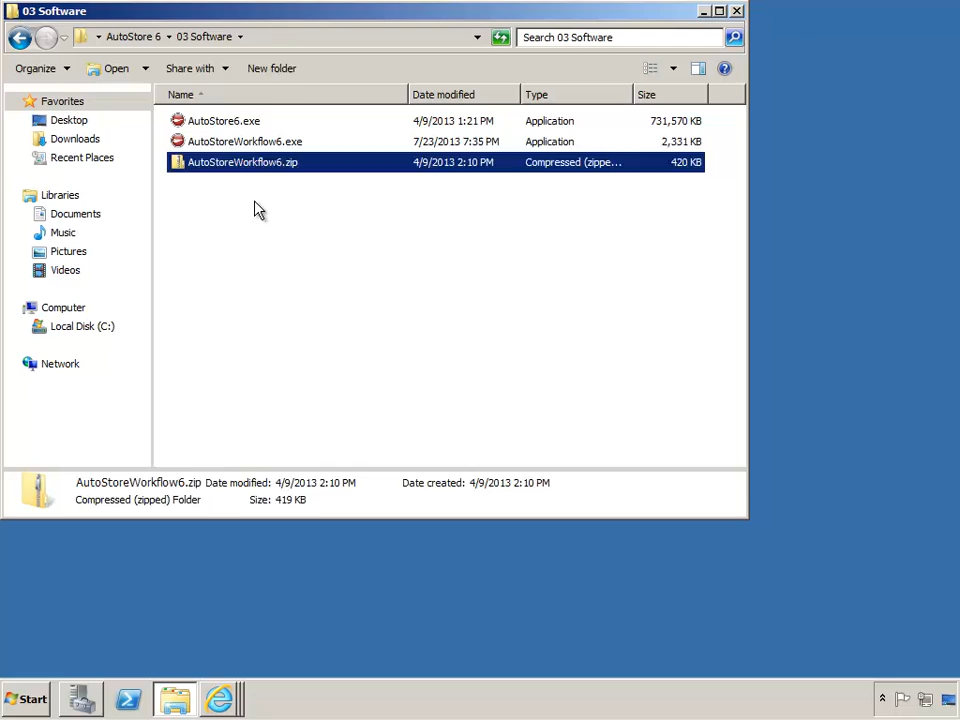 03 Software
AutoStore 6 03 Software Search 03 Software
Organize Open Share with New folder
Favorites
Desktop
Downloads
Recent Places
Libraries
Documents
Music
Pictures
Videos
Computer
Local Disk (C:)
Network
Name Date modified Type Size
AutoStore6.exe 4/9/2013 1:21 PM Application 731,570 KB
AutoStoreWorkflow6.exe 7/23/2013 7:35 PM Application 2,331 KB
AutoStoreWorkflow6.zip 4/9/2013 2:10 PM Compressed (zippe... 420 KB
AutoStoreWorkflow6.zip Date modified: 4/9/2013 2:10 PM Date created: 4/9/2013 2:10 PM
Compressed (zipped) Folder Size: 419 KB
Start